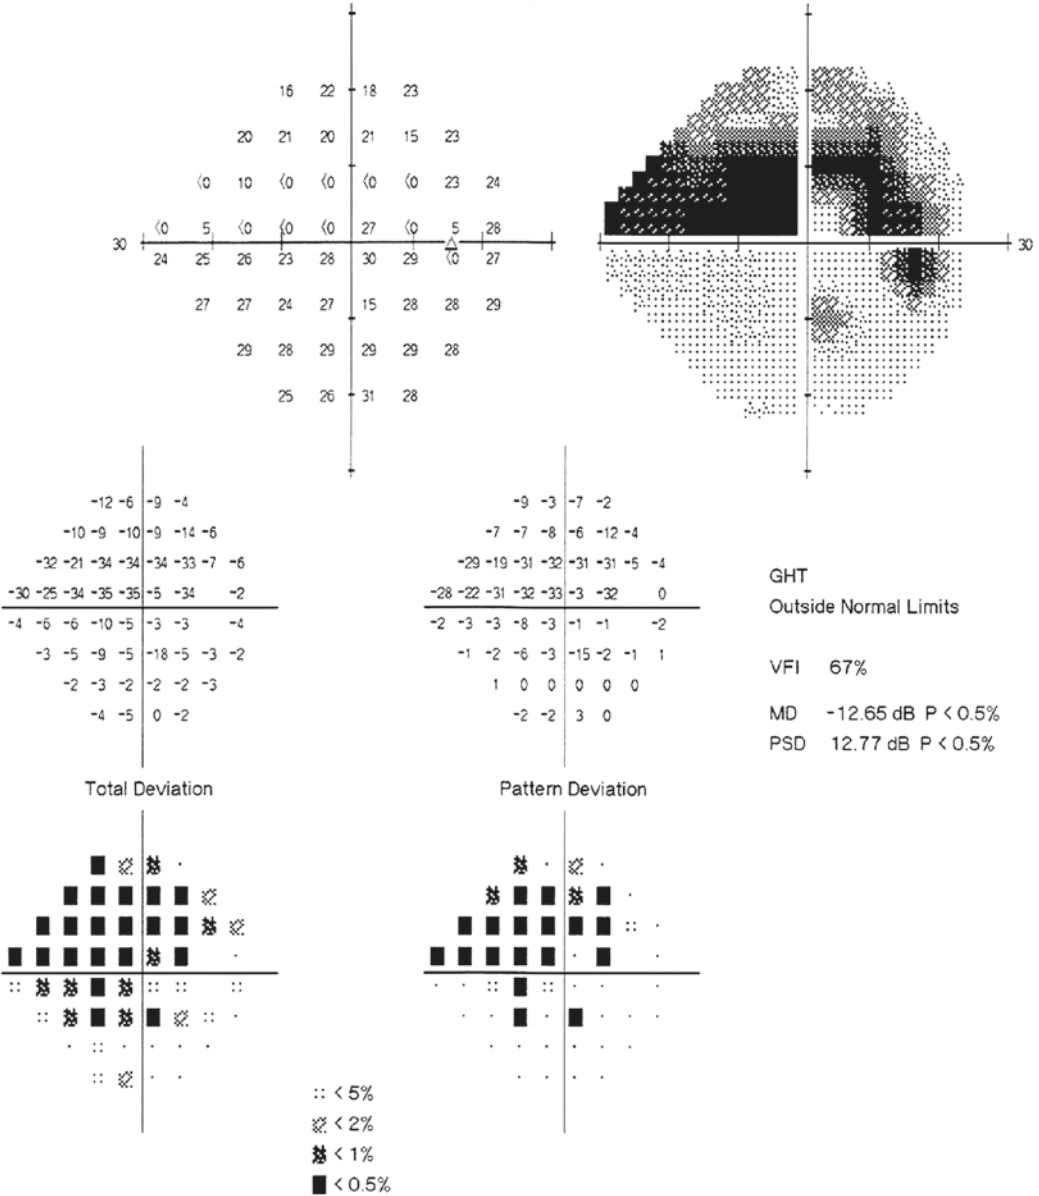 16 22 18 23
20 21 20 21 15 23
<0 10 <0 <0 <0 <0 23 24
<0 5 <0 <0 <0 27 <0 5 28
30 30
24 25 26 23 28 30 29 <0 27
27 27 24 27 15 28 28 29
29 28 29 29 29 28
25 26 31 28
-12 -6 -9 -4
-10 -9 -10 -9 -14 -6
-32 -21 -34 -34 -34 -33 -7 -6
-30 -25 -34 -35 -35 -5 -34 -2
-4 -6 -6 -10 -5 -3 -3 -4
-3 -5 -9 -5 -18 -5 -3 -2
-2 -3 -2 -2 -2 -3
-4 -5 0 -2
Total Deviation
-9 -3 -7 -2
-7 -7 -8 -6 -12 -4
-29 -19 -31 -32 -31 -31 -5 -4
-28 -22 -31 -32 -33 -3 -32 0
-2 -3 -3 -8 -3 -1 -1 -2
-1 -2 -6 -3 -15 -2 -1 1
1 0 0 0 0 0
-2 -2 3 0
Pattern Deviation
GHT
Outside Normal Limits
VFI 67%
MD -12.65 dB P < 0.5%
PSD 12.77 dB P < 0.5%
< 5%
< 2%
< 1%
< 0.5%